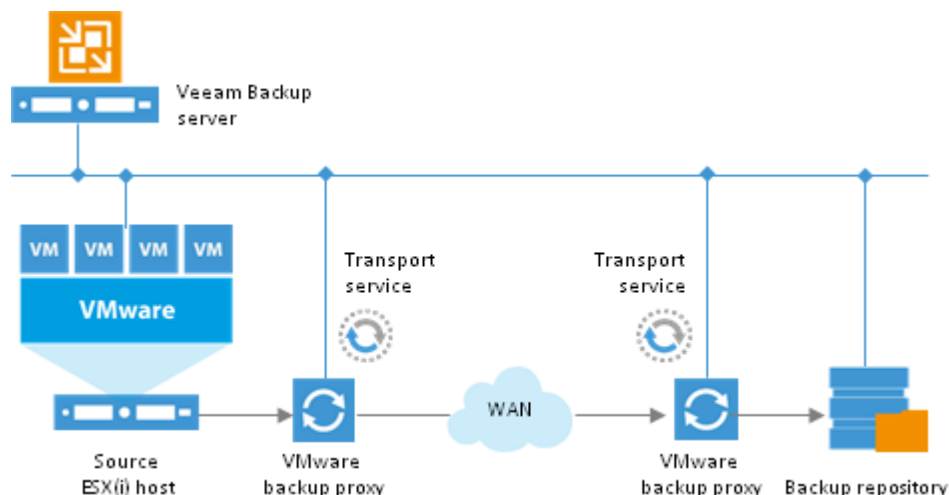 Veeam Backup
server
VM
VM
VM
VM
VMware
Transport
service
Transport
service
WAN
Source
ESX(i) host
VMware
backup proxy
VMware
backup proxy
Backup repository